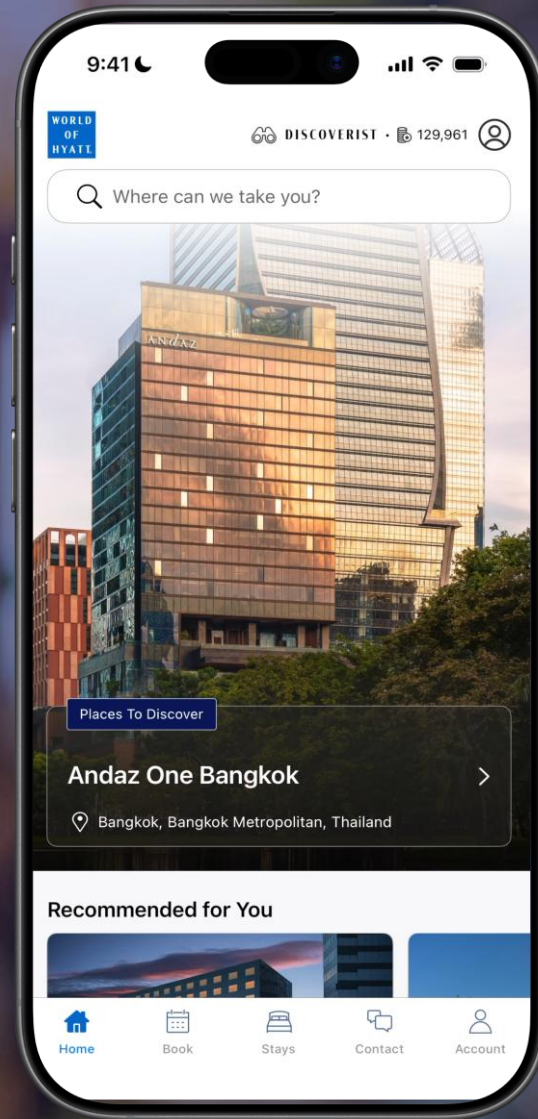 9:41
WORLD
OF
HYATT
DISCOVERIST · 129,961
Where can we take you?
ANdAZ
Places To Discover
Andaz One Bangkok
Bangkok, Bangkok Metropolitan, Thailand
Recommended for You
Home Book Stays Contact Account